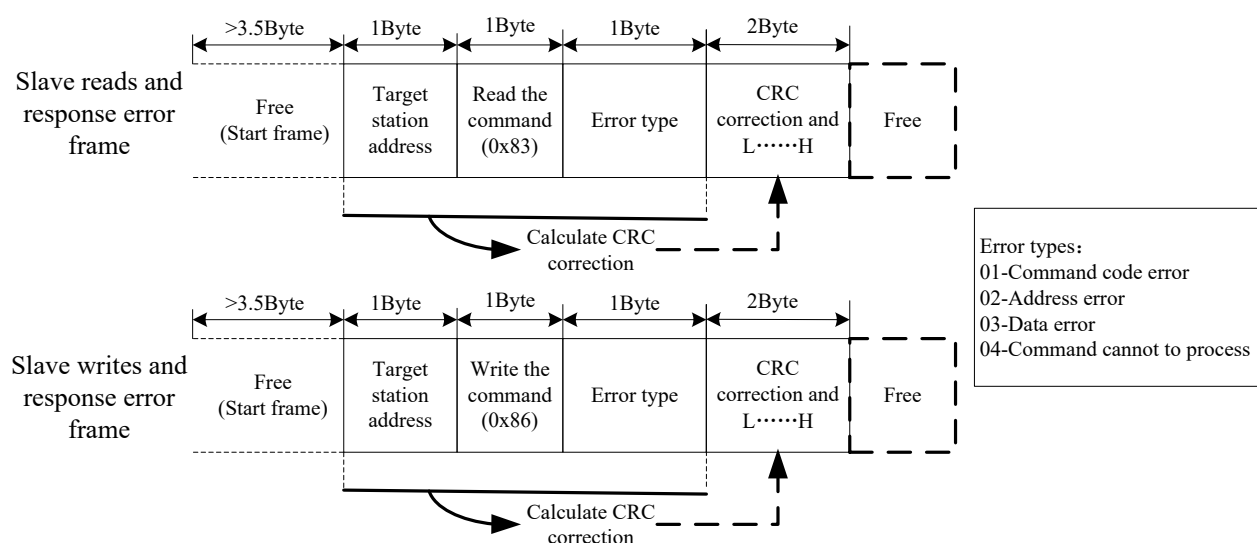 >3.5Byte 1Byte 1Byte 1Byte 2Byte
Slave reads and
response error
frame
Free
(Start frame)
Target
station
address
Read the
command
(0x83)
Error type
CRC
correction and
L······H
Free
Calculate CRC
correction
>3.5Byte 1Byte 1Byte 1Byte 2Byte
Slave writes and
response error
frame
Free
(Start frame)
Target
station
address
Write the
command
(0x86)
Error type
CRC
correction and
L······H
Free
Calculate CRC
correction
Error types：
01-Command code error
02-Address error
03-Data error
04-Command cannot to process